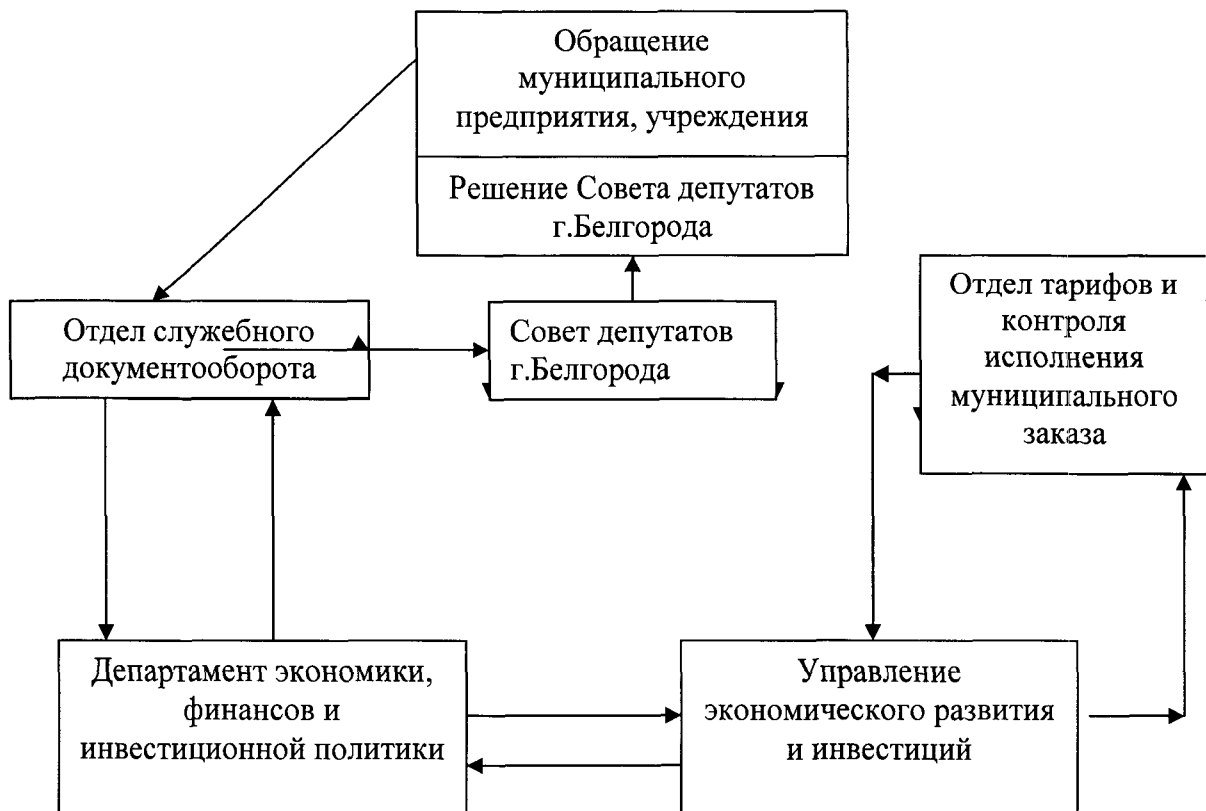 Обращение
муниципального
предприятия, учреждения
Решение Совета депутатов
г.Белгорода
Отдел служебного
документооборота
Совет депутатов
г.Белгорода
Отдел тарифов и
контроля
исполнения
муниципального
заказа
Департамент экономики,
финансов и
инвестиционной политики
Управление
экономического развития
и инвестиций